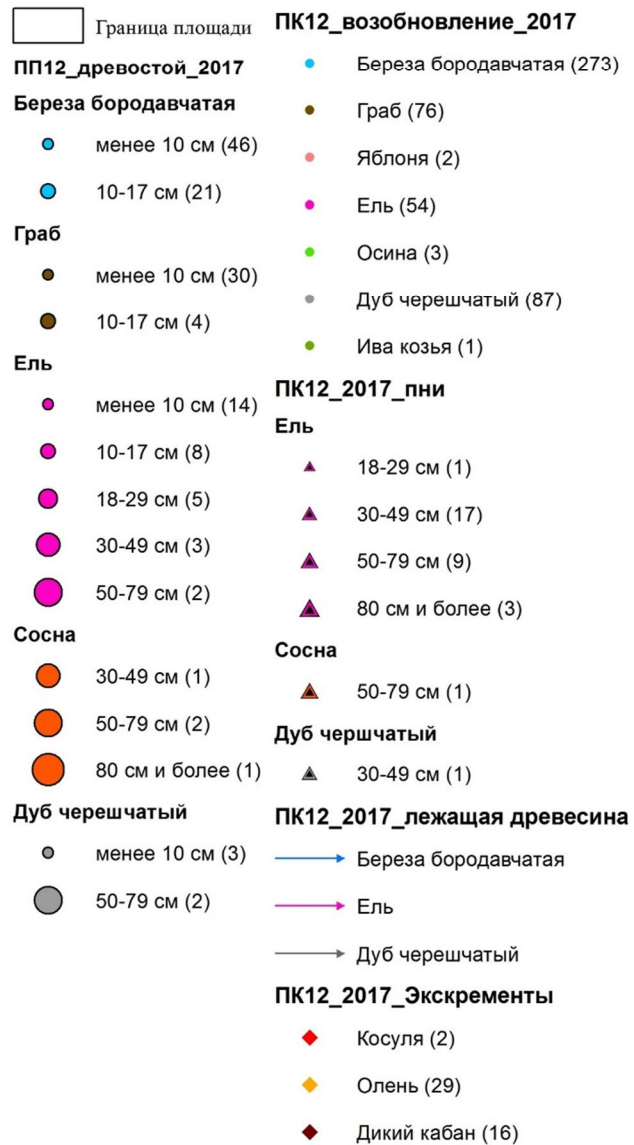 Граница площади
ПП12_древостой_2017
Береза бородавчатая
менее 10 см (46)
10-17 см (21)
Граб
менее 10 см (30)
10-17 см (4)
Ель
менее 10 см (14)
10-17 см (8)
18-29 см (5)
30-49 см (3)
50-79 см (2)
Сосна
30-49 см (1)
50-79 см (2)
80 см и более (1)
Дуб черешчатый
менее 10 см (3)
50-79 см (2)
ПК12_возобновление_2017
Береза бородавчатая (273)
Граб (76)
Яблоня (2)
Ель (54)
Осина (3)
Дуб черешчатый (87)
Ива козья (1)
ПК12_2017_пни
Ель
18-29 см (1)
30-49 см (17)
50-79 см (9)
80 см и более (3)
Сосна
50-79 см (1)
Дуб чершчатый
30-49 см (1)
ПК12_2017_лежащая древесина
Береза бородавчатая
Ель
Дуб черешчатый
ПК12_2017_Экскременты
Косуля (2)
Олень (29)
Дикий кабан (16)